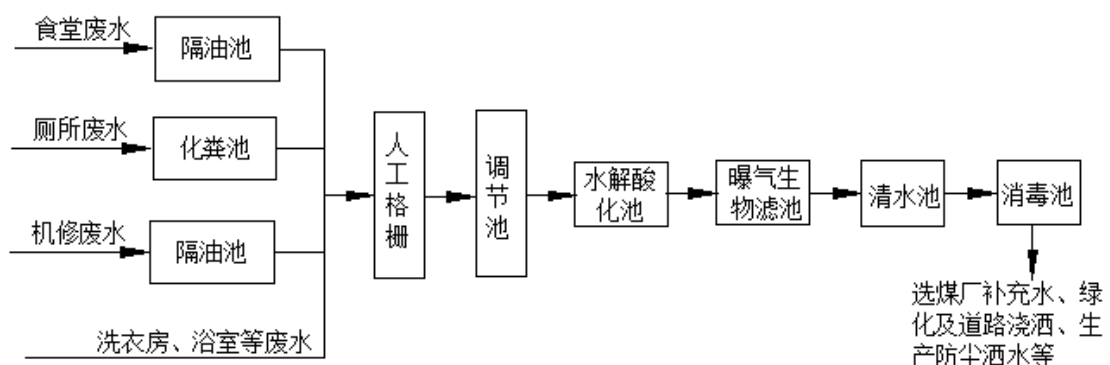 食堂废水
隔油池
厕所废水
化粪池
机修废水
隔油池
洗衣房、浴室等废水
人工格栅
调节池
水解酸
化池
曝气生
物滤池
清水池
消毒池
选煤厂补充水、绿
化及道路浇洒、生
产防尘洒水等